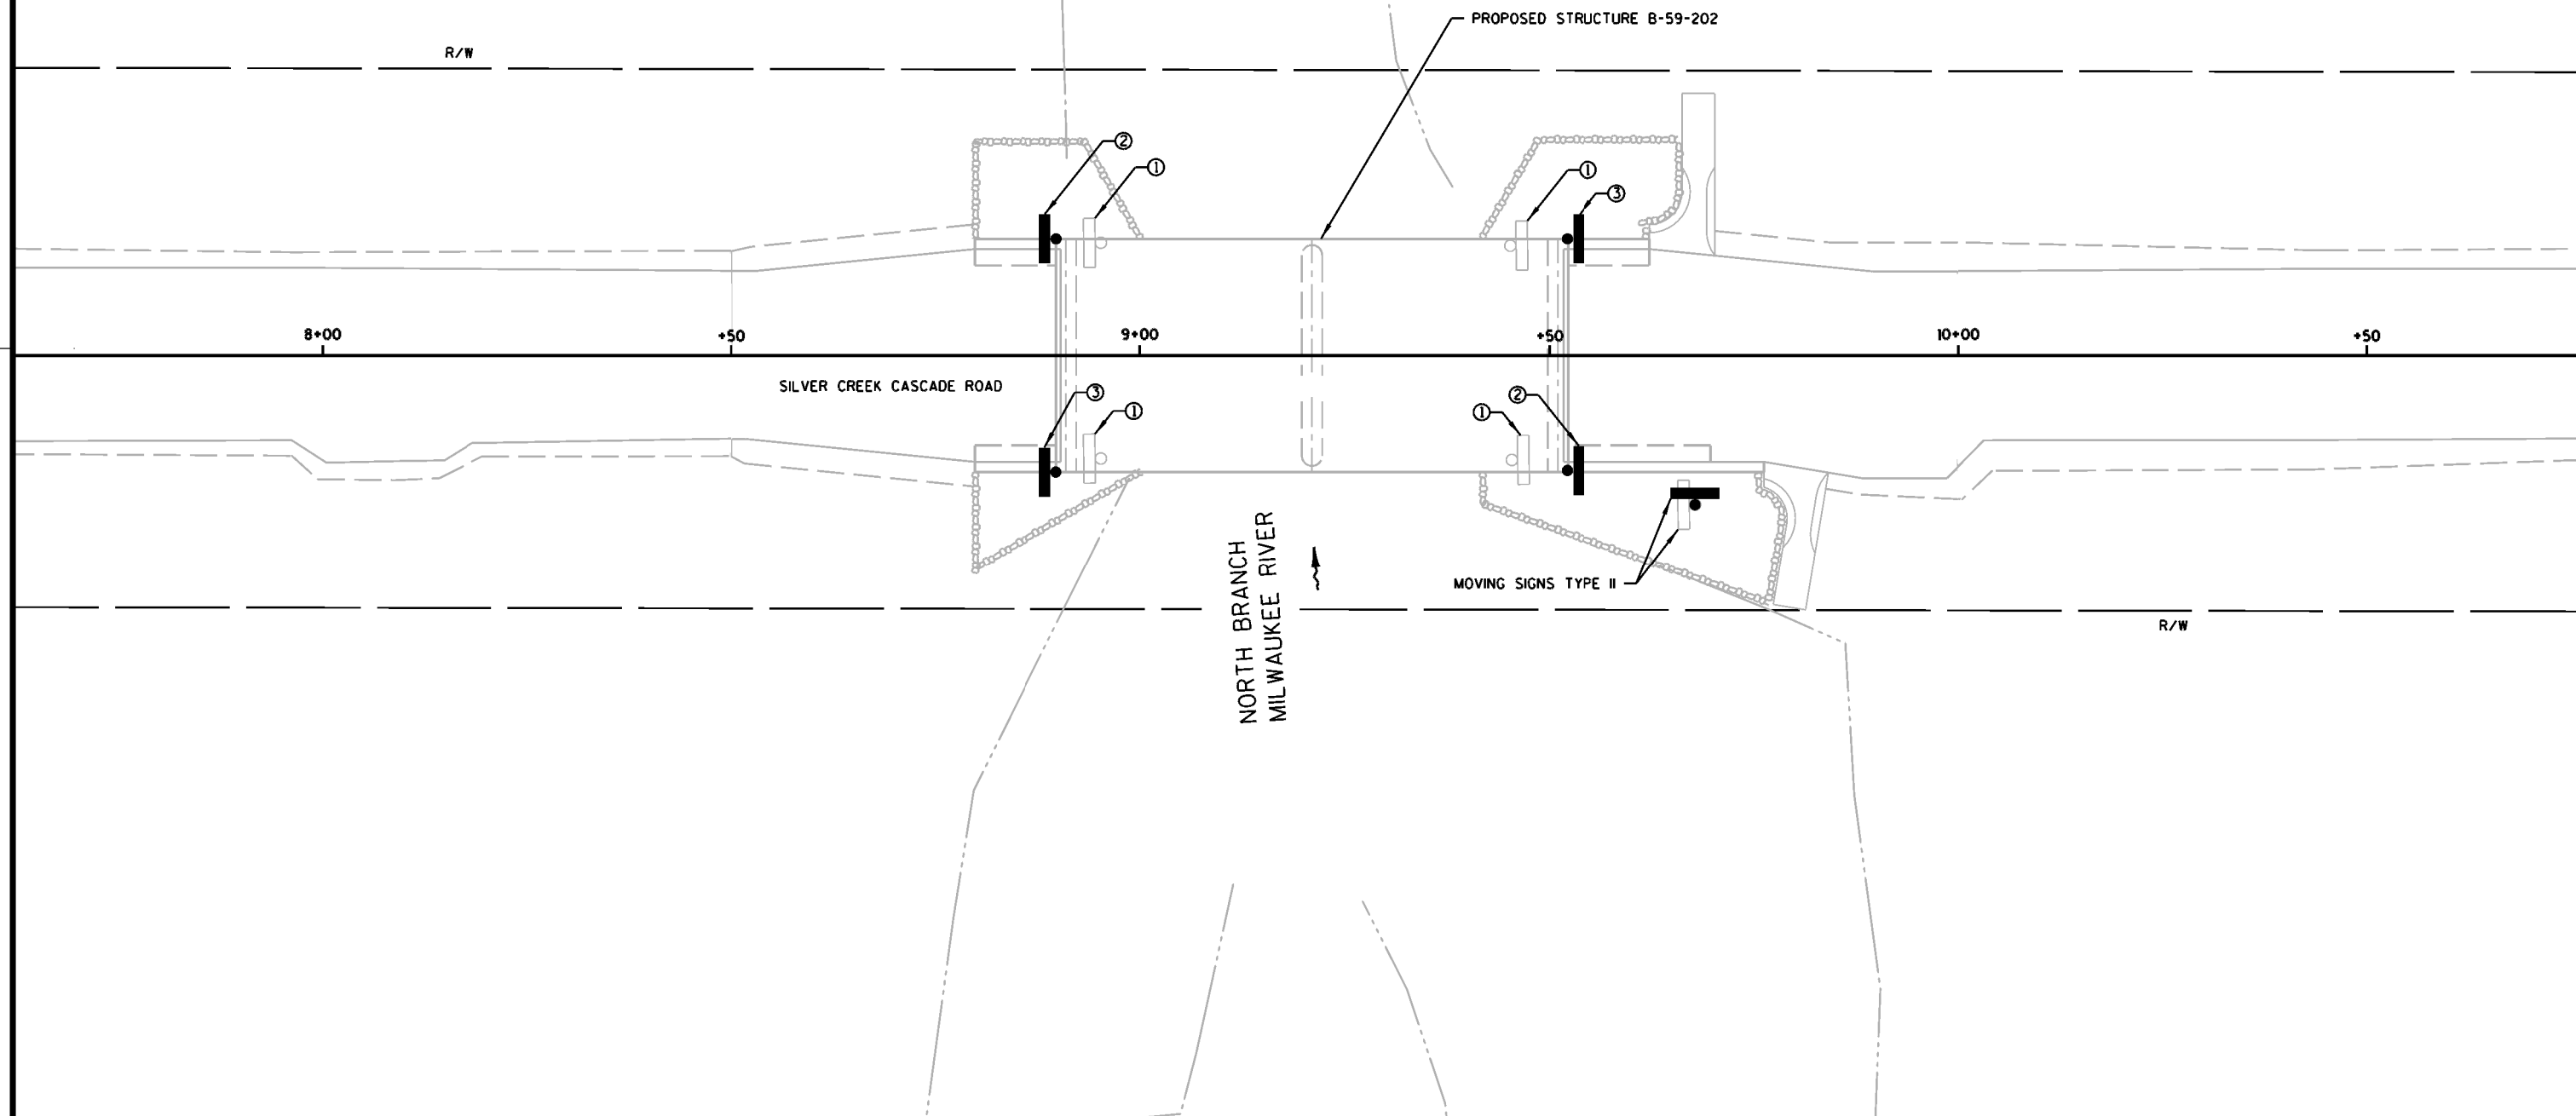 PROPOSED STRUCTURE B-59-202
R/W
②
①
①
③
8+00
+50
9+00
+50
10+00
+50
SILVER CREEK CASCADE ROAD
③
①
①
②
NORTH BRANCH
MILWAUKEE RIVER
MOVING SIGNS TYPE II
R/W